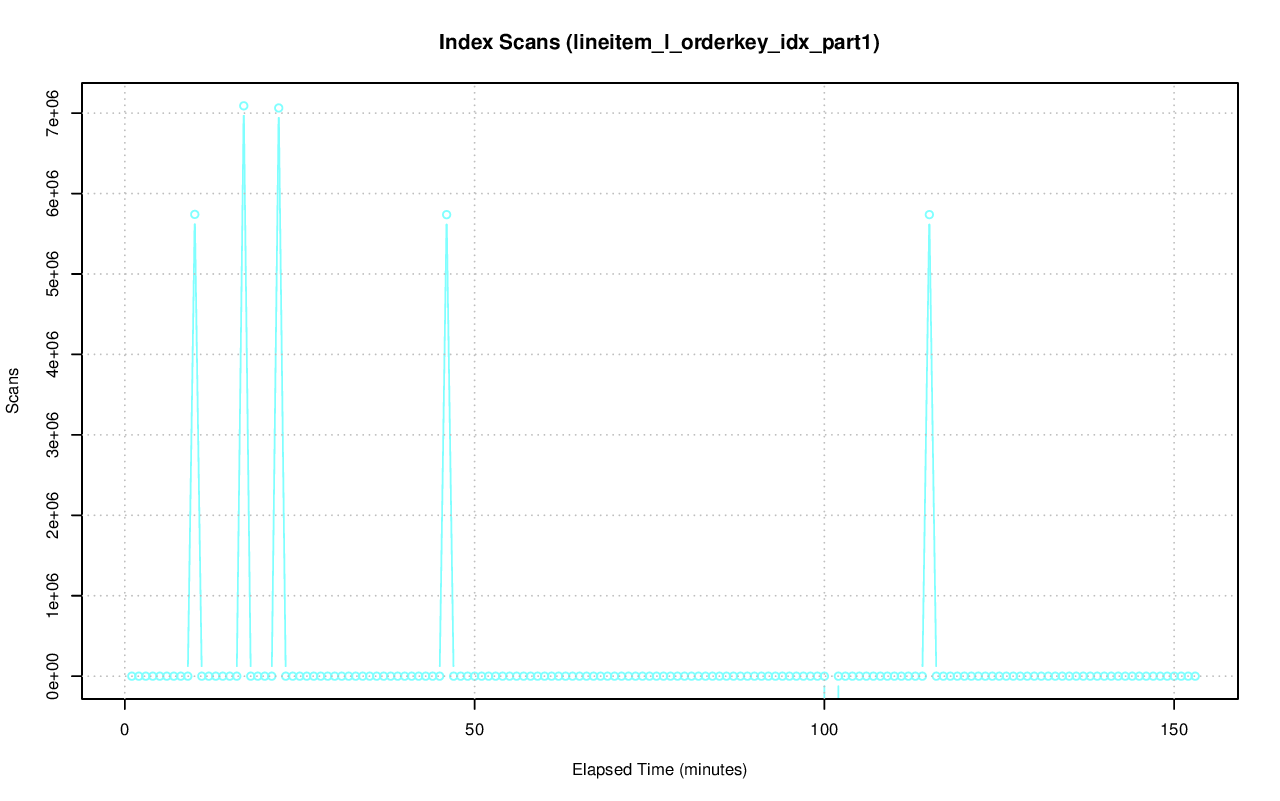 Index Scans (lineitem_l_orderkey_idx_part1)
7e+06
6e+06
5e+06
4e+06
3e+06
2e+06
1e+06
0e+00
Scans
0 50 100 150
Elapsed Time (minutes)